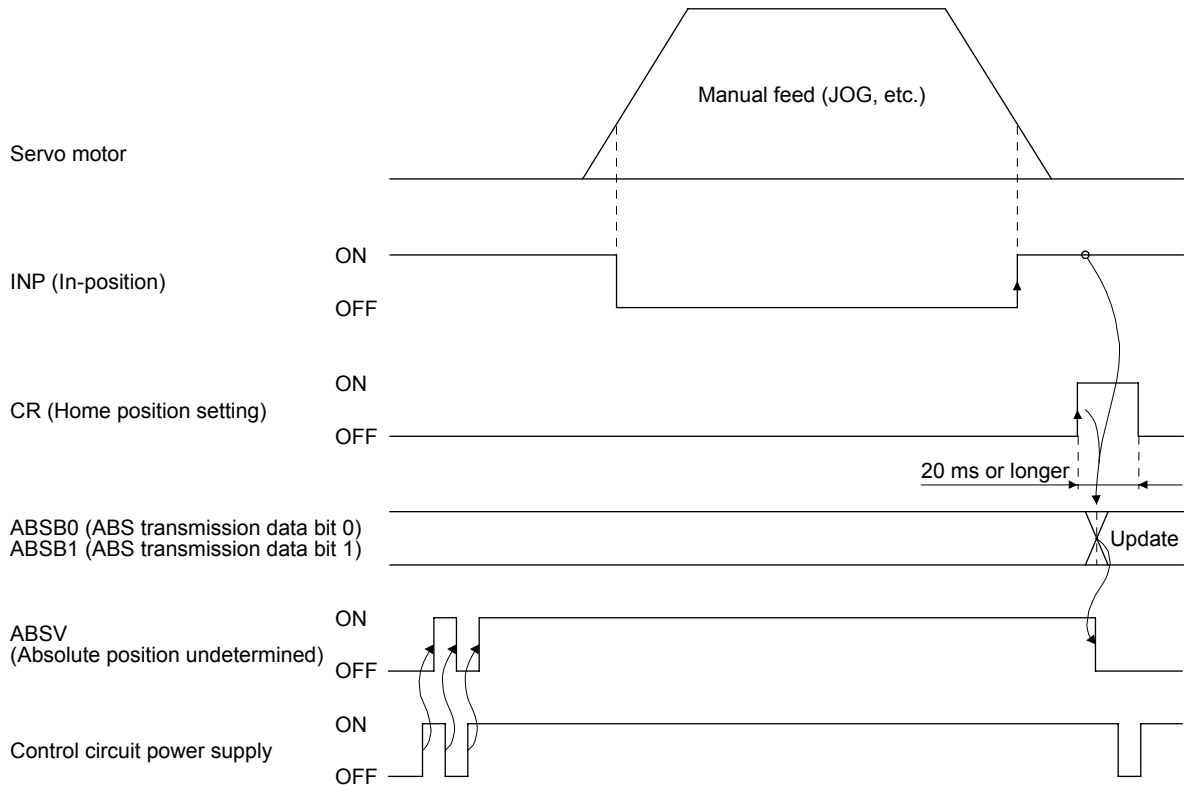 Manual feed (JOG, etc.)
Servo motor
ON
INP (In-position)
OFF
ON
CR (Home position setting)
OFF
20 ms or longer
ABSB0 (ABS transmission data bit 0)
ABSB1 (ABS transmission data bit 1)
Update
ON
ABSV
(Absolute position undetermined)
OFF
ON
Control circuit power supply
OFF